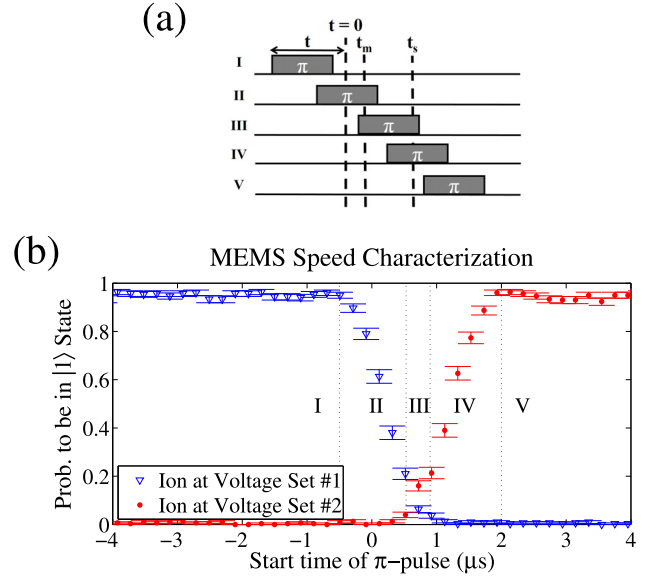 (a)
t = 0
t t_m t_s
I π
II π
III π
IV π
V π
(b)
MEMS Speed Characterization
Prob. to be in |1⟩ State
1
0.8
0.6
0.4
0.2
0
I II III IV V
Ion at Voltage Set #1
Ion at Voltage Set #2
−4 −3 −2 −1 0 1 2 3 4
Start time of π−pulse (μs)